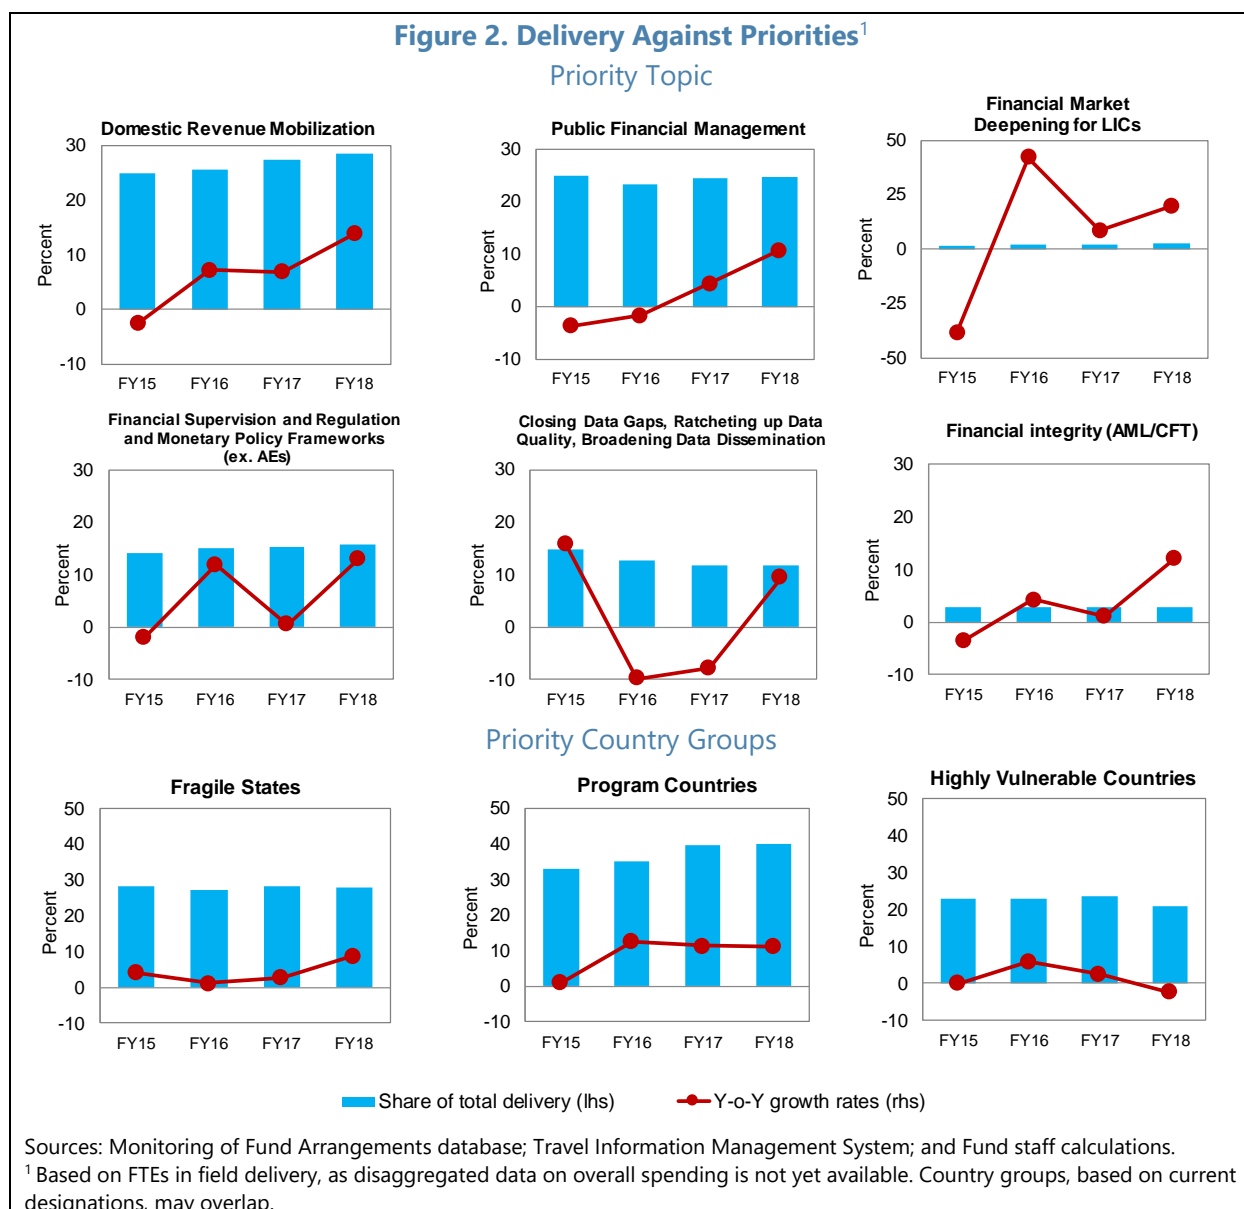 Figure 2. Delivery Against Priorities¹
Priority Topic
Domestic Revenue Mobilization
Percent
30
20
10
0
-10
FY15 FY16 FY17 FY18
Public Financial Management
Percent
30
20
10
0
-10
FY15 FY16 FY17 FY18
Financial Market
Deepening for LICs
Percent
50
25
0
-25
-50
FY15 FY16 FY17 FY18
Financial Supervision and Regulation
and Monetary Policy Frameworks
(ex. AEs)
Percent
30
20
10
0
-10
FY15 FY16 FY17 FY18
Closing Data Gaps, Ratcheting up Data
Quality, Broadening Data Dissemination
Percent
30
20
10
0
-10
FY15 FY16 FY17 FY18
Financial integrity (AML/CFT)
Percent
30
20
10
0
-10
FY15 FY16 FY17 FY18
Priority Country Groups
Fragile States
Percent
50
40
30
20
10
0
-10
FY15 FY16 FY17 FY18
Program Countries
Percent
50
40
30
20
10
0
-10
FY15 FY16 FY17 FY18
Highly Vulnerable Countries
Percent
50
40
30
20
10
0
-10
FY15 FY16 FY17 FY18
Share of total delivery (lhs) Y-o-Y growth rates (rhs)
Sources: Monitoring of Fund Arrangements database; Travel Information Management System; and Fund staff calculations.
¹ Based on FTEs in field delivery, as disaggregated data on overall spending is not yet available. Country groups, based on current
designations, may overlap.